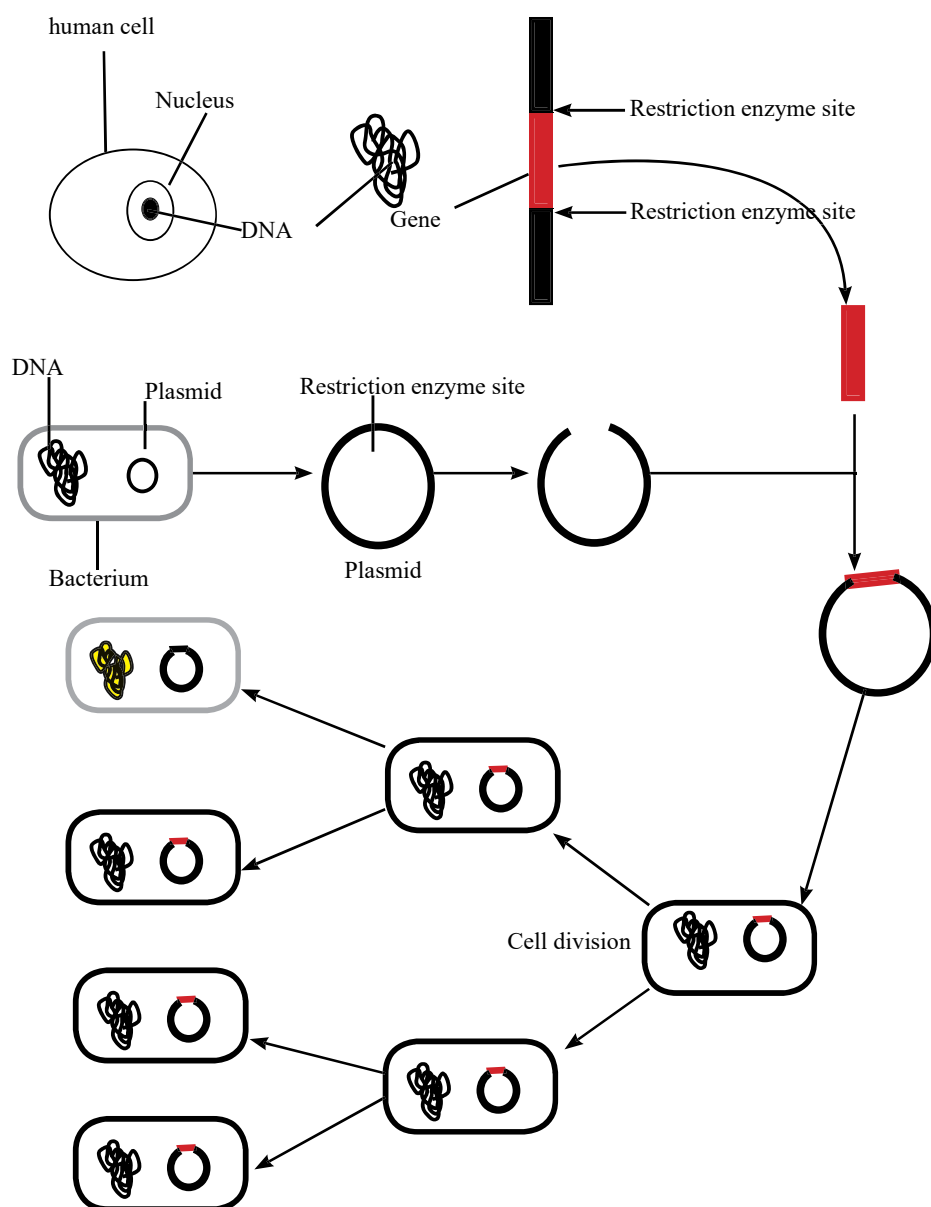 human cell
Nucleus
Restriction enzyme site
Gene
Restriction enzyme site
DNA
DNA
Plasmid
Restriction enzyme site
Plasmid
Bacterium
Cell division